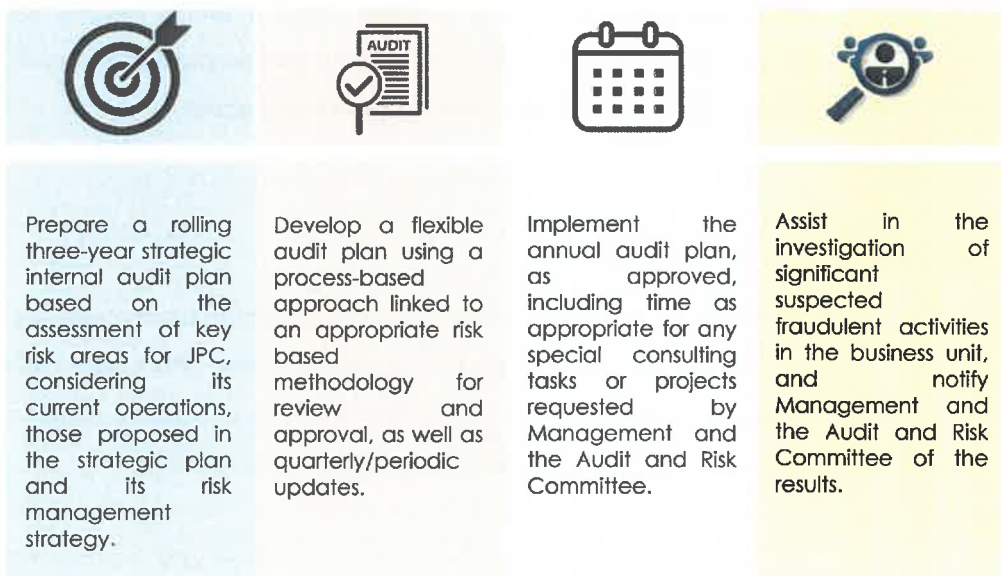 AUDIT
Prepare a rolling
three-year strategic
internal audit plan
based on the
assessment of key
risk areas for JPC,
considering its
current operations,
those proposed in
the strategic plan
and its risk
management
strategy.
Develop a flexible
audit plan using a
process-based
approach linked to
an appropriate risk
based
methodology for
review and
approval, as well as
quarterly/periodic
updates.
Implement the
annual audit plan,
as approved,
including time as
appropriate for any
special consulting
tasks or projects
requested by
Management and
the Audit and Risk
Committee.
Assist in the
investigation of
significant
suspected
fraudulent activities
in the business unit,
and notify
Management and
the Audit and Risk
Committee of the
results.